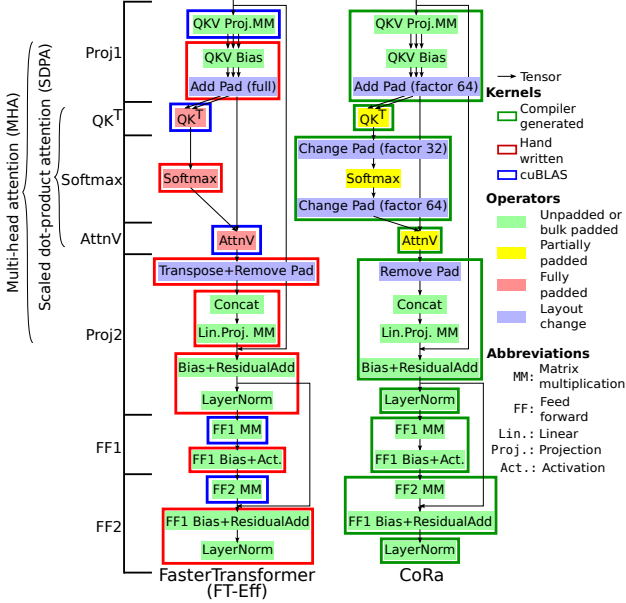 Multi-head attention (MHA)
Scaled dot-product attention (SDPA)
Proj1
QKT
Softmax
AttnV
Proj2
FF1
FF2
QKV Proj.MM
QKV Bias
Add Pad (full)
QKT
Softmax
AttnV
Transpose+Remove Pad
Concat
Lin.Proj. MM
Bias+ResidualAdd
LayerNorm
FF1 MM
FF1 Bias+Act.
FF2 MM
FF1 Bias+ResidualAdd
LayerNorm
FasterTransformer
(FT-Eff)
QKV Proj.MM
QKV Bias
Add Pad (factor 64)
QKT
Change Pad (factor 32)
Softmax
Change Pad (factor 64)
AttnV
Remove Pad
Concat
Lin.Proj. MM
Bias+ResidualAdd
LayerNorm
FF1 MM
FF1 Bias+Act.
FF2 MM
FF1 Bias+ResidualAdd
LayerNorm
CoRa
Tensor
Kernels
Compiler
generated
Hand
written
cuBLAS
Operators
Unpadded or
bulk padded
Partially
padded
Fully
padded
Layout
change
Abbreviations
MM: Matrix
multiplication
FF: Feed
forward
Lin.: Linear
Proj.: Projection
Act.: Activation